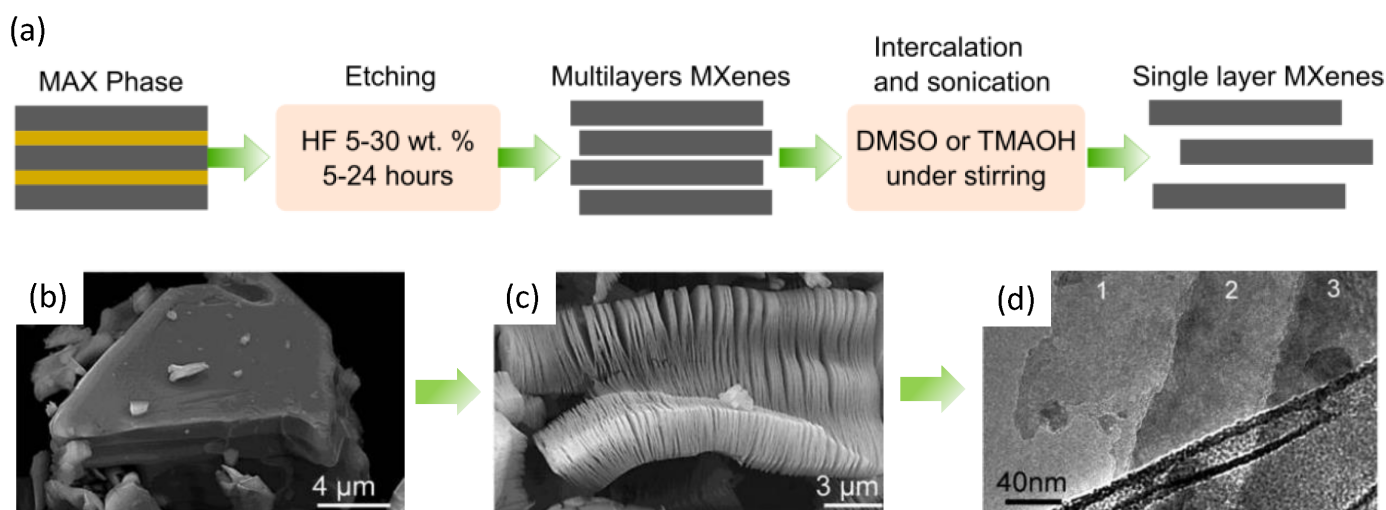 (a)
MAX Phase
Etching
HF 5-30 wt. %
5-24 hours
Multilayers MXenes
Intercalation
and sonication
DMSO or TMAOH
under stirring
Single layer MXenes
(b)
4 μm
(c)
3 μm
(d)
1 2 3
40nm